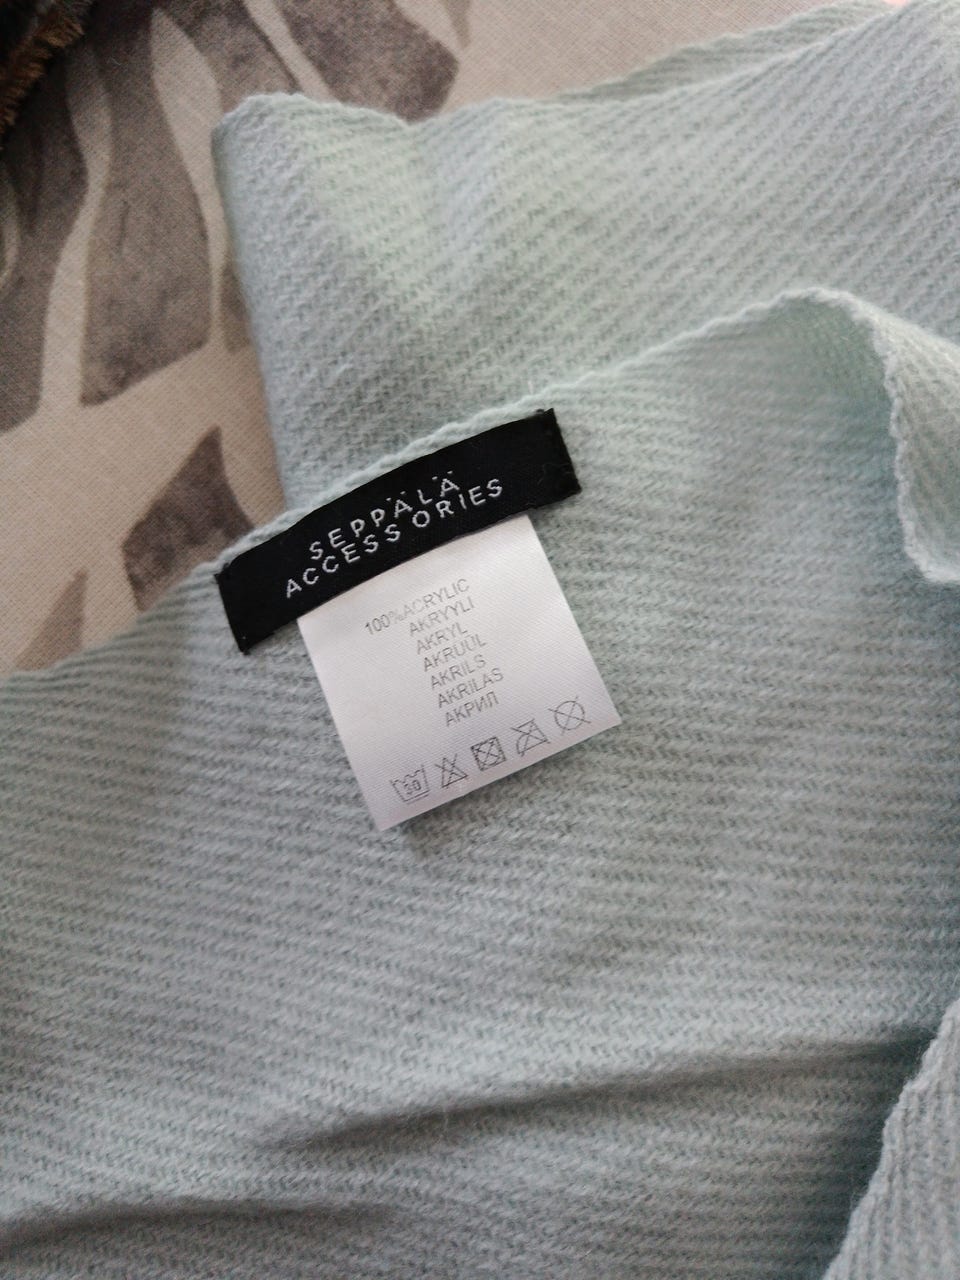 SEPPÄLÄ
ACCESSORIES
100%ACRYLIC
AKRYYLI
AKRYL
AKRÜÜL
AKRILS
AKRILAS
АКРИЛ
30